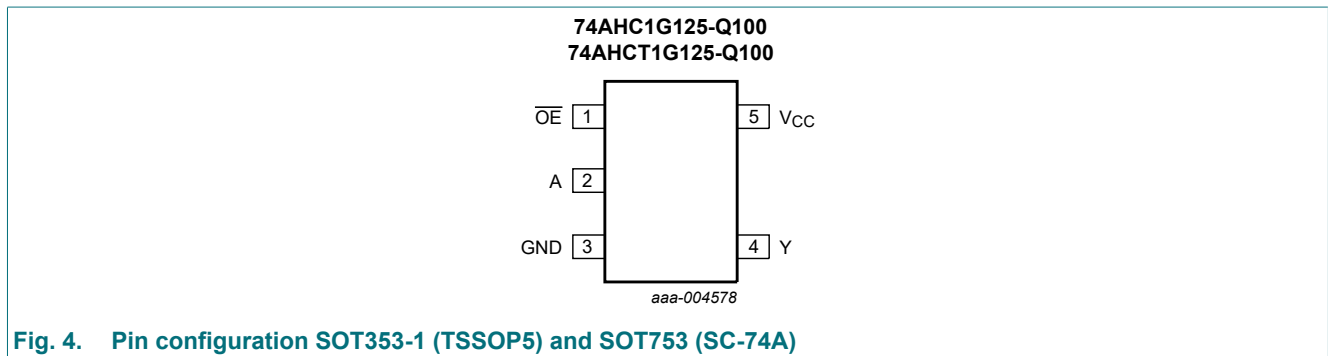 74AHC1G125-Q100
74AHCT1G125-Q100
OE 1 5 VCC
A 2
GND 3 4 Y
aaa-004578
Fig. 4. Pin configuration SOT353-1 (TSSOP5) and SOT753 (SC-74A)